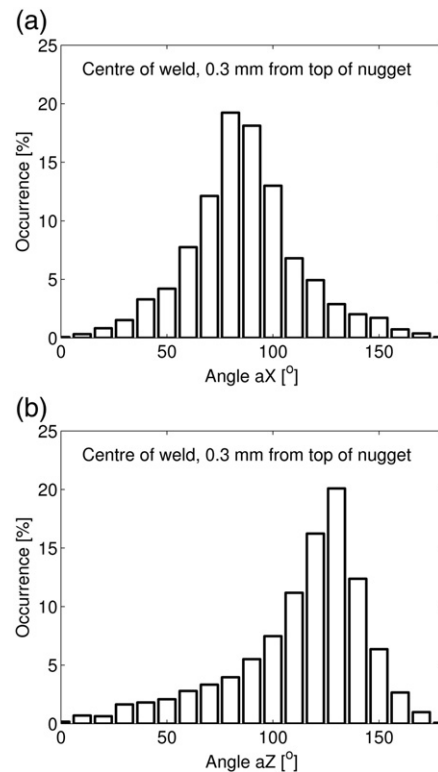 (a)
25
Centre of weld, 0.3 mm from top of nugget
20
15
10
5
0
Occurrence [%]
0 50 100 150
Angle aX [o]
(b)
25
Centre of weld, 0.3 mm from top of nugget
20
15
10
5
0
Occurrence [%]
0 50 100 150
Angle aZ [o]